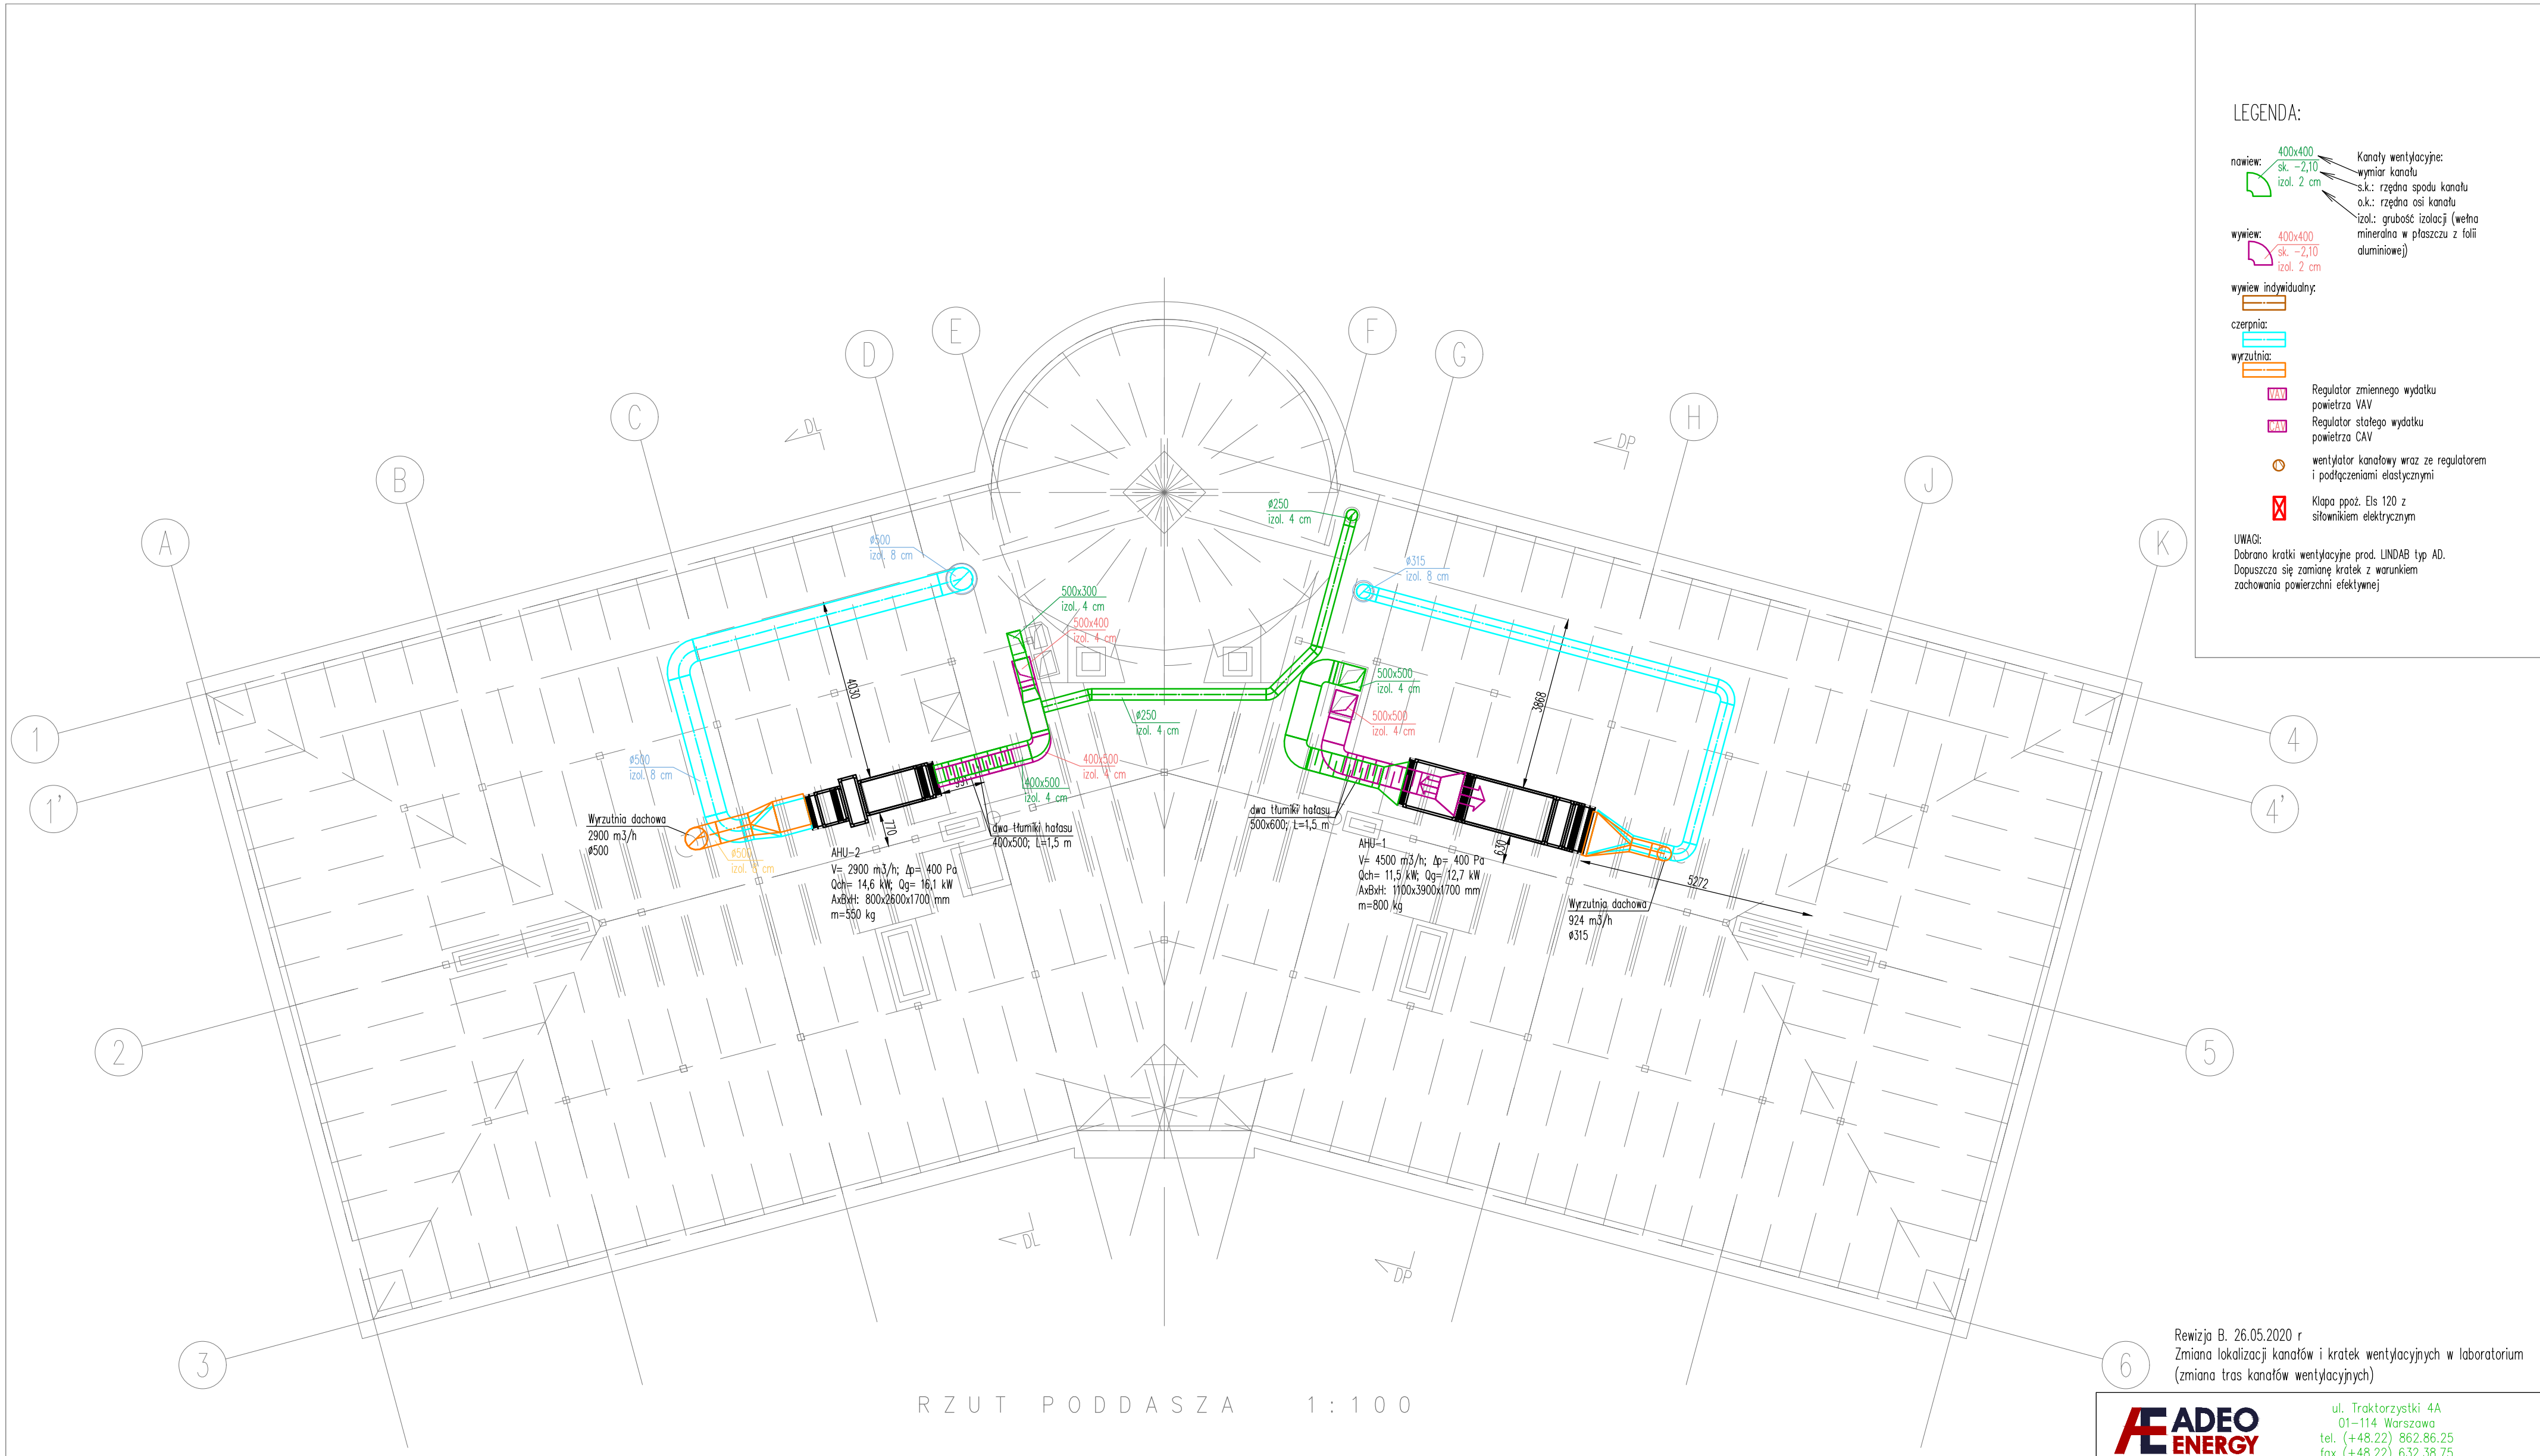 LEGENDA:
nawiew:
400x400
sk. -2,10
izol. 2 cm
Kanały wentylacyjne:
wymiar kanału
s.k.: rzędna spodu kanału
o.k.: rzędna osi kanału
izol.: grubość izolacji (wełna
mineralna w płaszczu z folii
aluminiowej)
wywiew:
400x400
sk. -2,10
izol. 2 cm
wywiew indywidualny:
czerpnia:
wyrzutnia:
VAV
Regulator zmiennego wydatku
powietrza VAV
CAV
Regulator stałego wydatku
powietrza CAV
wentylator kanałowy wraz ze regulatorem
i podłączeniami elastycznymi
Klapa ppoż. EIs 120 z
siłownikiem elektrycznym
UWAGI:
Dobrano kratki wentylacyjne prod. LINDAB typ AD.
Dopuszcza się zamianę kratek z warunkiem
zachowania powierzchni efektywnej
A
B
C
D
E
F
G
H
J
K
1
1'
2
3
4
4'
5
6
DL
DP
DL
DP
ø500
izol. 8 cm
500x300
izol. 4 cm
500x400
izol. 4 cm
ø250
izol. 4 cm
ø315
izol. 8 cm
500x500
izol. 4 cm
500x500
izol. 4 cm
ø250
izol. 4 cm
4030
3868
ø500
izol. 8 cm
400x500
izol. 4 cm
400x500
izol. 4 cm
Wyrzutnia dachowa
2900 m3/h
ø500
ø500
izol. cm
770
dwa tłumiki hałasu
400x500; L=1,5 m
AHU-2
V= 2900 m3/h; Δp= 400 Pa
Qch= 14,6 kW; Qg= 16,1 kW
AxBxH: 800x2600x1700 mm
m=550 kg
dwa tłumiki hałasu
500x600; L=1,5 m
AHU-1
V= 4500 m3/h; Δp= 400 Pa
Qch= 11,5 kW; Qg= 12,7 kW
AxBxH: 1100x3900x1700 mm
m=800 kg
630
5272
Wyrzutnia dachowa
924 m3/h
ø315
RZUT PODDASZA 1:100
Rewizja B. 26.05.2020 r
Zmiana lokalizacji kanałów i kratek wentylacyjnych w laboratorium
(zmiana tras kanałów wentylacyjnych)
ADEO
ENERGY
ul. Traktorzystki 4A
01-114 Warszawa
tel. (+48.22) 862.86.25
fax (+48.22) 632.38.75